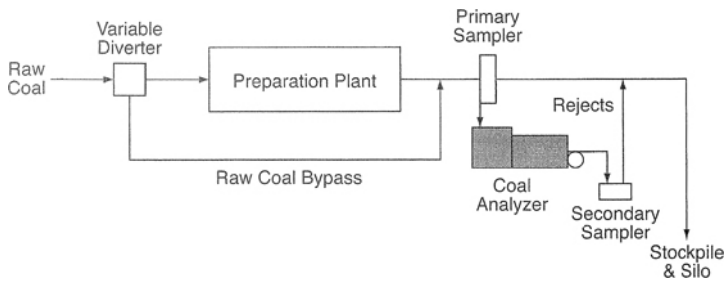 Variable
Diverter
Primary
Sampler
Raw
Coal
Preparation Plant
Rejects
Raw Coal Bypass
Coal
Analyzer
Secondary
Sampler
Stockpile
& Silo